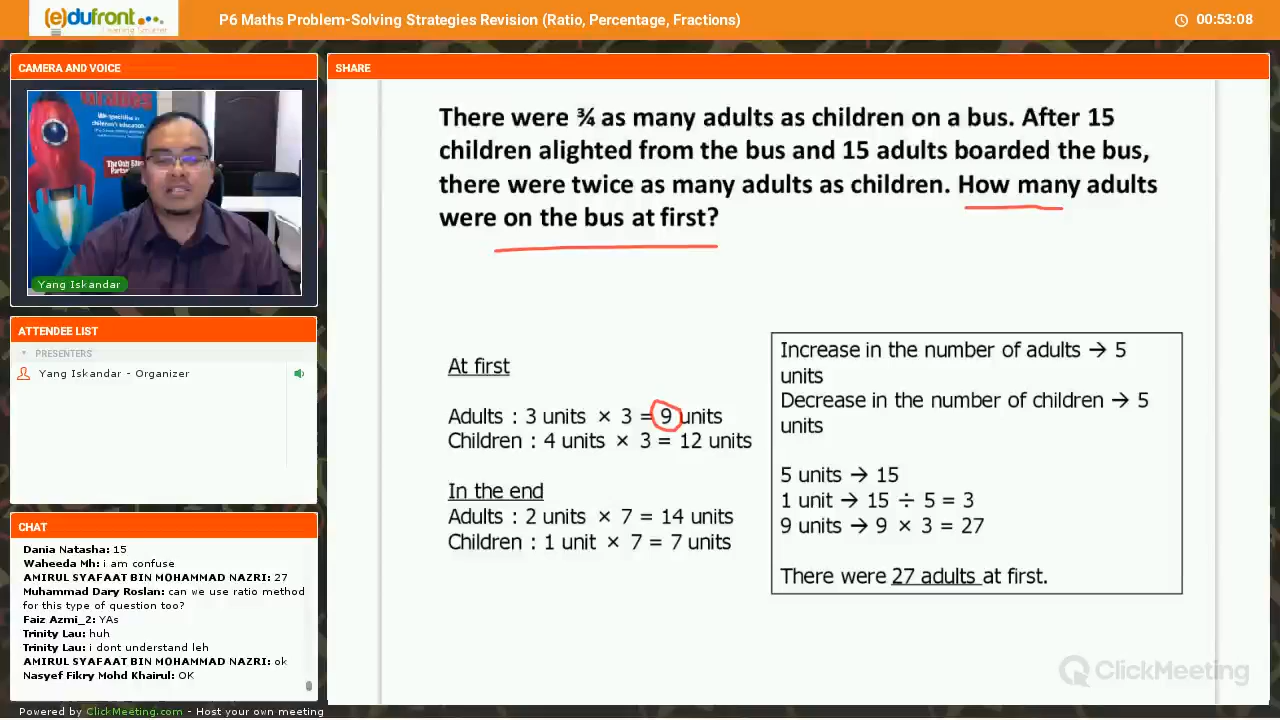 (e)dufront
Learning Smarter
P6 Maths Problem-Solving Strategies Revision (Ratio, Percentage, Fractions)
00:53:08
CAMERA AND VOICE
Yang Iskandar
ATTENDEE LIST
PRESENTERS
Yang Iskandar - Organizer
CHAT
Dania Natasha: 15
Waheeda Mh: i am confuse
AMIRUL SYAFAAT BIN MOHAMMAD NAZRI: 27
Muhammad Dary Roslan: can we use ratio method
for this type of question too?
Faiz Azmi_2: YAs
Trinity Lau: huh
Trinity Lau: i dont understand leh
AMIRUL SYAFAAT BIN MOHAMMAD NAZRI: ok
Nasyef Fikry Mohd Khairul: OK
Powered by ClickMeeting.com - Host your own meeting
SHARE
There were ¾ as many adults as children on a bus. After 15
children alighted from the bus and 15 adults boarded the bus,
there were twice as many adults as children. How many adults
were on the bus at first?
At first
Adults : 3 units × 3 = 9 units
Children : 4 units × 3 = 12 units
In the end
Adults : 2 units × 7 = 14 units
Children : 1 unit × 7 = 7 units
Increase in the number of adults → 5
units
Decrease in the number of children → 5
units
5 units → 15
1 unit → 15 ÷ 5 = 3
9 units → 9 × 3 = 27
There were 27 adults at first.
ClickMeeting